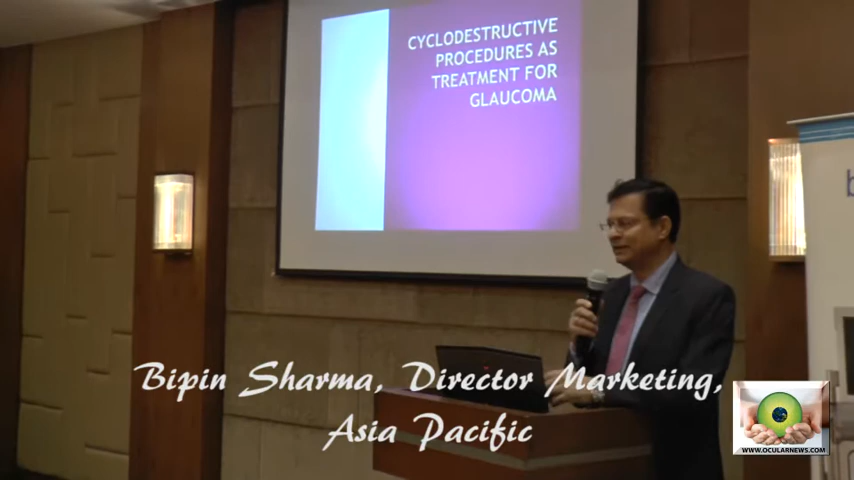 CYCLODESTRUCTIVE
PROCEDURES AS
TREATMENT FOR
GLAUCOMA
Bipin Sharma, Director Marketing,
Asia Pacific
WWW.OCULARNEWS.COM